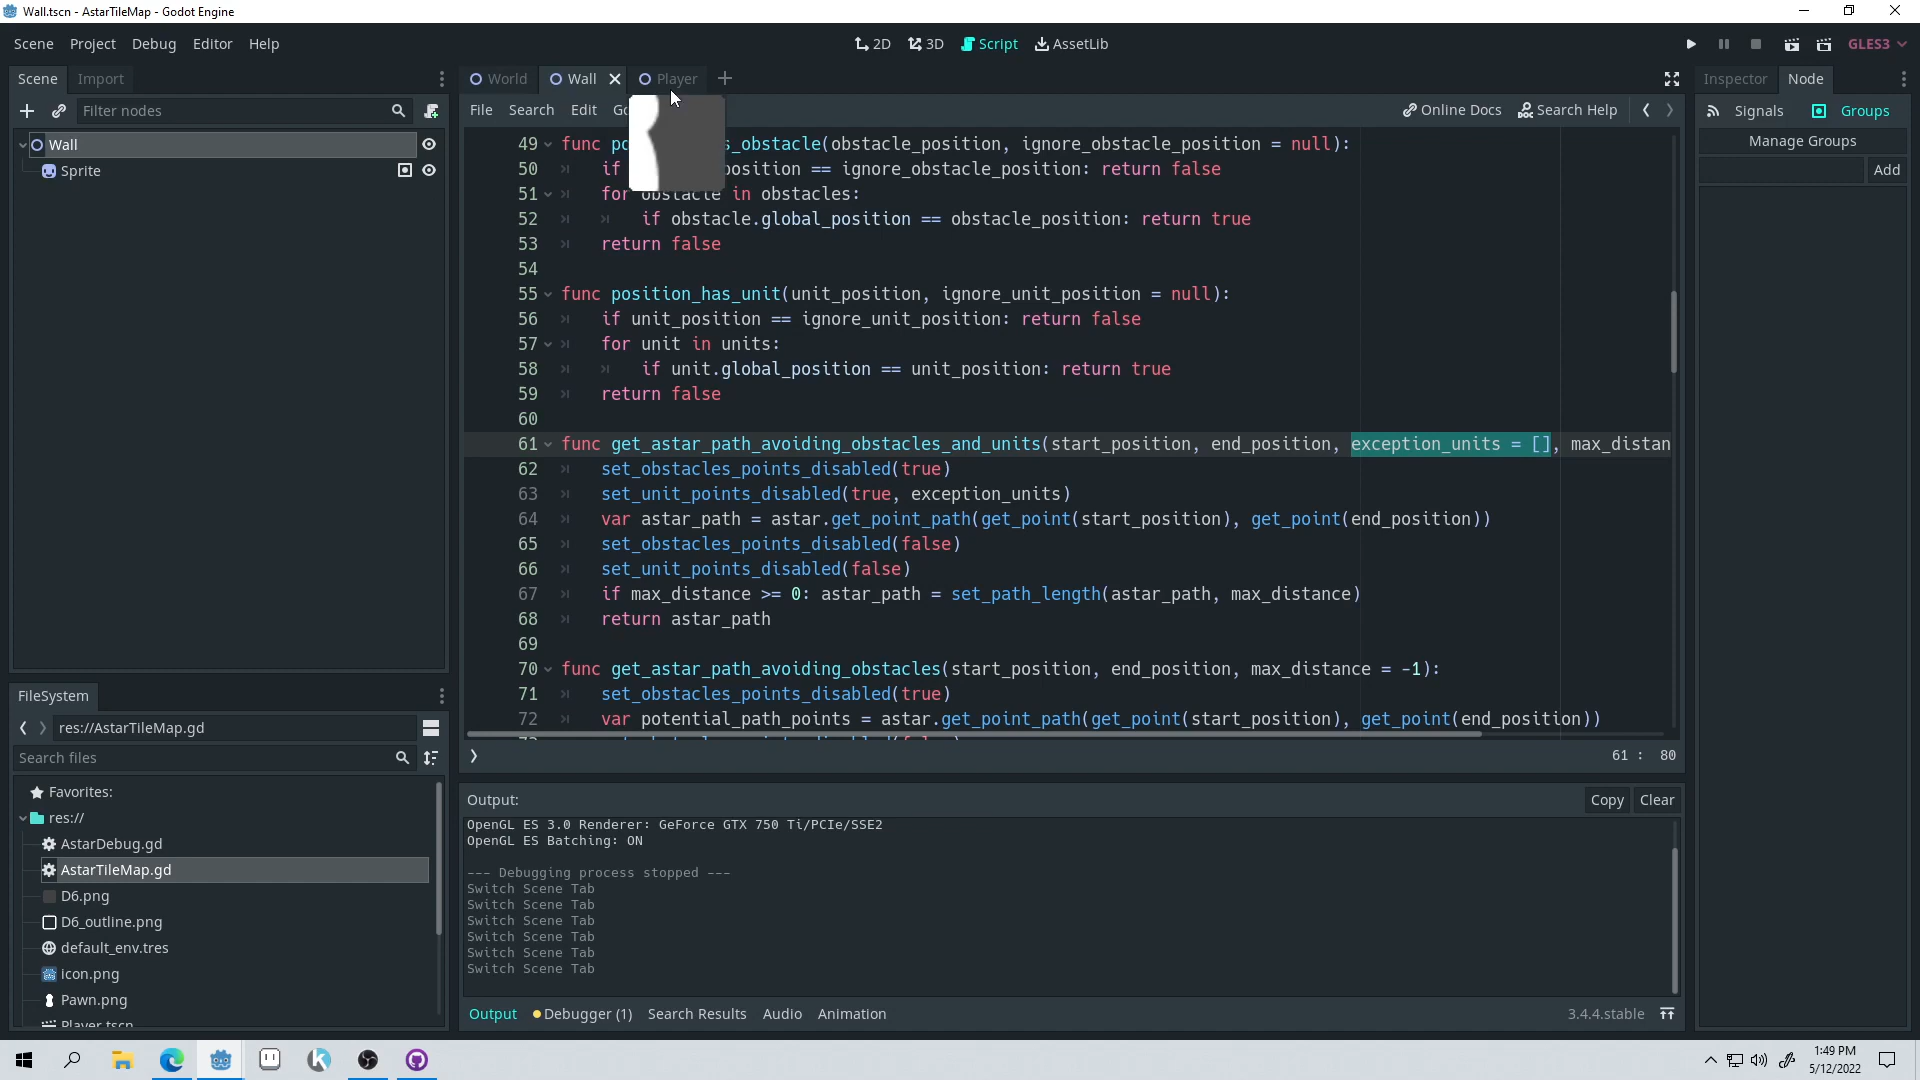 Wall.tscn - AstarTileMap - Godot Engine
Scene Project Debug Editor Help
2D 3D Script AssetLib
GLES3
Scene Import
World Wall Player
Inspector Node
Filter nodes
File Search Edit Go
Online Docs Search Help
Signals Groups
Manage Groups
Add
Wall
Sprite
49 func po s_obstacle(obstacle_position, ignore_obstacle_position = null):
50 if position == ignore_obstacle_position: return false
51 for obstacle in obstacles:
52 if obstacle.global_position == obstacle_position: return true
53 return false
54
55 func position_has_unit(unit_position, ignore_unit_position = null):
56 if unit_position == ignore_unit_position: return false
57 for unit in units:
58 if unit.global_position == unit_position: return true
59 return false
60
61 func get_astar_path_avoiding_obstacles_and_units(start_position, end_position, exception_units = [], max_distan
62 set_obstacles_points_disabled(true)
63 set_unit_points_disabled(true, exception_units)
64 var astar_path = astar.get_point_path(get_point(start_position), get_point(end_position))
65 set_obstacles_points_disabled(false)
66 set_unit_points_disabled(false)
67 if max_distance >= 0: astar_path = set_path_length(astar_path, max_distance)
68 return astar_path
69
70 func get_astar_path_avoiding_obstacles(start_position, end_position, max_distance = -1):
71 set_obstacles_points_disabled(true)
72 var potential_path_points = astar.get_point_path(get_point(start_position), get_point(end_position))
61 : 80
FileSystem
res://AstarTileMap.gd
Search files
Favorites:
res://
AstarDebug.gd
AstarTileMap.gd
D6.png
D6_outline.png
default_env.tres
icon.png
Pawn.png
Player.tscn
Output:
Copy Clear
OpenGL ES 3.0 Renderer: GeForce GTX 750 Ti/PCIe/SSE2
OpenGL ES Batching: ON
--- Debugging process stopped ---
Switch Scene Tab
Switch Scene Tab
Switch Scene Tab
Switch Scene Tab
Switch Scene Tab
Switch Scene Tab
Output Debugger (1) Search Results Audio Animation
3.4.4.stable
1:49 PM
5/12/2022